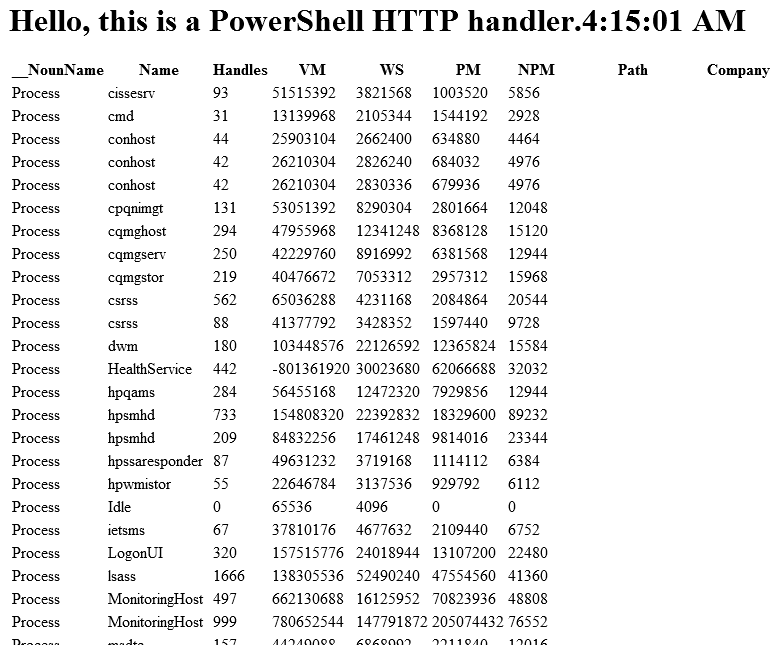 Hello, this is a PowerShell HTTP handler.4:15:01 AM
__NounName Name Handles VM WS PM NPM Path Company
Process cissesrv 93 51515392 3821568 1003520 5856
Process cmd 31 13139968 2105344 1544192 2928
Process conhost 44 25903104 2662400 634880 4464
Process conhost 42 26210304 2826240 684032 4976
Process conhost 42 26210304 2830336 679936 4976
Process cpqnimgt 131 53051392 8290304 2801664 12048
Process cqmghost 294 47955968 12341248 8368128 15120
Process cqmgserv 250 42229760 8916992 6381568 12944
Process cqmgstor 219 40476672 7053312 2957312 15968
Process csrss 562 65036288 4231168 2084864 20544
Process csrss 88 41377792 3428352 1597440 9728
Process dwm 180 103448576 22126592 12365824 15584
Process HealthService 442 -801361920 30023680 62066688 32032
Process hpqams 284 56455168 12472320 7929856 12944
Process hpsmhd 733 154808320 22392832 18329600 89232
Process hpsmhd 209 84832256 17461248 9814016 23344
Process hpssaresponder 87 49631232 3719168 1114112 6384
Process hpwmistor 55 22646784 3137536 929792 6112
Process Idle 0 65536 4096 0 0
Process ietsms 67 37810176 4677632 2109440 6752
Process LogonUI 320 157515776 24018944 13107200 22480
Process lsass 1666 138305536 52490240 47554560 41360
Process MonitoringHost 497 662130688 16125952 70823936 48808
Process MonitoringHost 999 780652544 147791872 205074432 76552
Process msdtc 157 44249088 6868992 2211840 12016